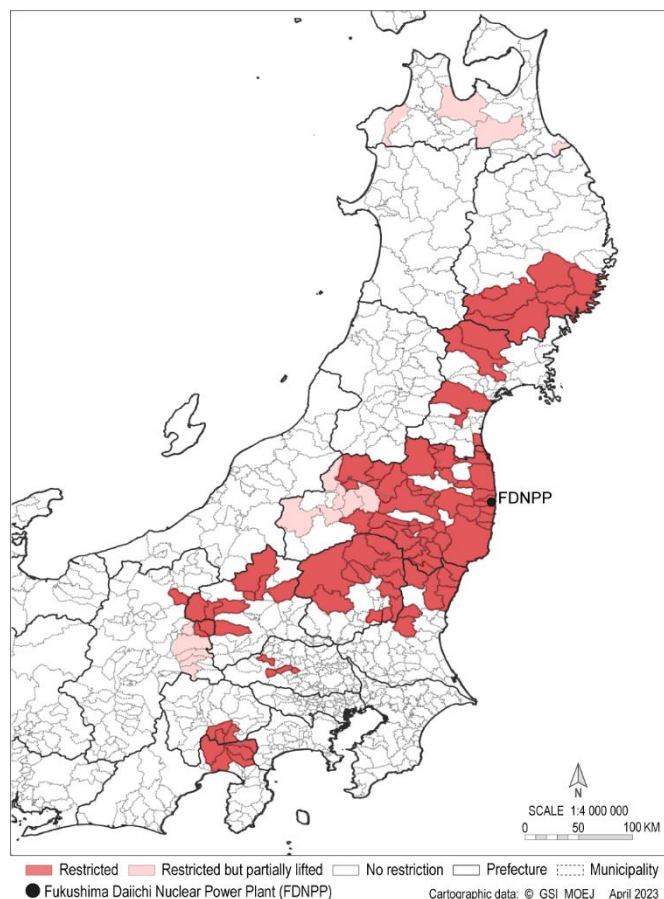 FDNPP
N
SCALE 1:4 000 000
0 50 100 KM
Restricted Restricted but partially lifted No restriction Prefecture Municipality
Fukushima Daiichi Nuclear Power Plant (FDNPP) Cartographic data: © GSI MOEJ April 2023